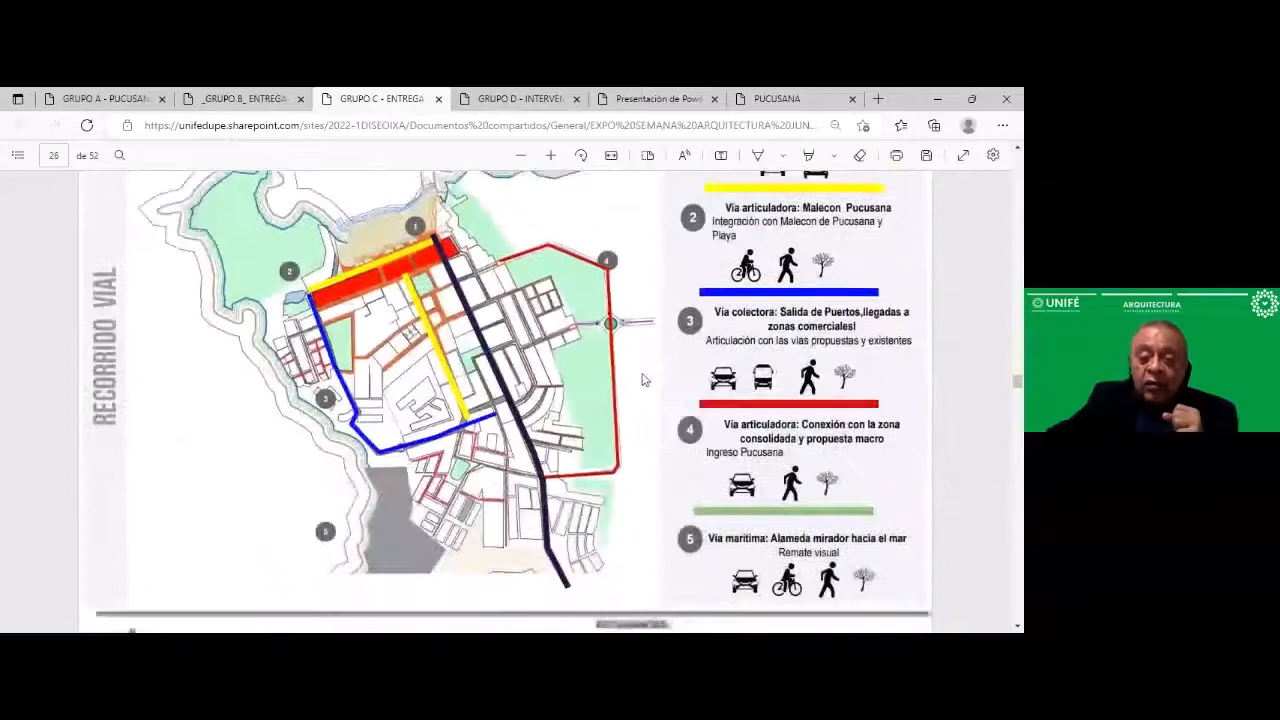 GRUPO A - PUCUSAN
_GRUPO B_ ENTREGA
GRUPO C - ENTREGA
GRUPO D - INTERVEN
Presentación de Powe
PUCUSANA
https://unifedupe.sharepoint.com/sites/2022-1DISEOIXA/Documentos%20compartidos/General/EXPO%20SEMANA%20ARQUITECTURA%20JUN...
26 de 52
RECORRIDO VIAL
1
2
3
4
5
2 Vía articuladora: Malecon Pucusana
Integración con Malecon de Pucusana y
Playa
3 Vía colectora: Salida de Puertos,llegadas a
zonas comerciales!
Articulación con las vias propuestas y existentes
4 Vía articuladora: Conexión con la zona
consolidada y propuesta macro
Ingreso Pucusana
5 Vía marítima: Alameda mirador hacia el mar
Remate visual
UNIFÉ
ARQUITECTURA